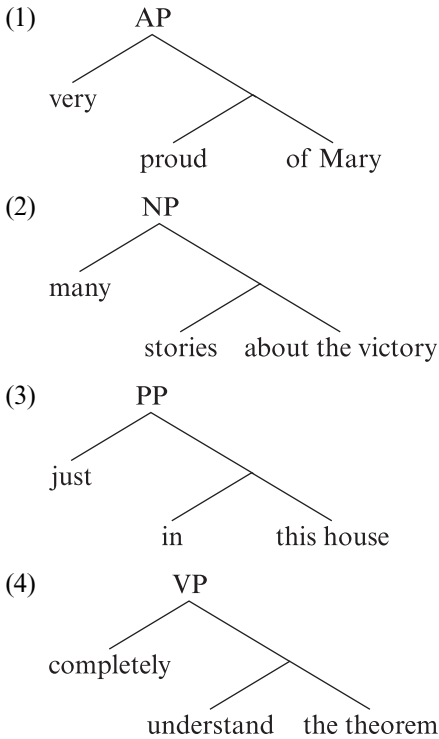 (1) AP
very
proud of Mary
(2) NP
many
stories about the victory
(3) PP
just
in this house
(4) VP
completely
understand the theorem